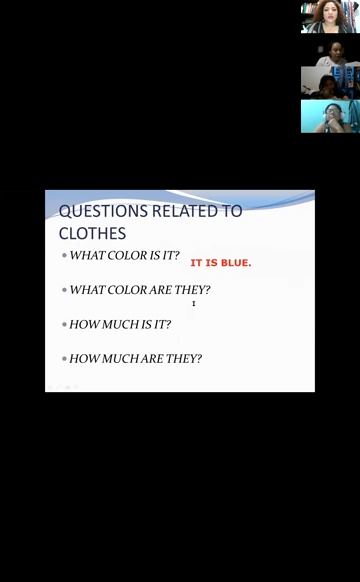 QUESTIONS RELATED TO
CLOTHES
WHAT COLOR IS IT?
IT IS BLUE.
WHAT COLOR ARE THEY?
HOW MUCH IS IT?
HOW MUCH ARE THEY?